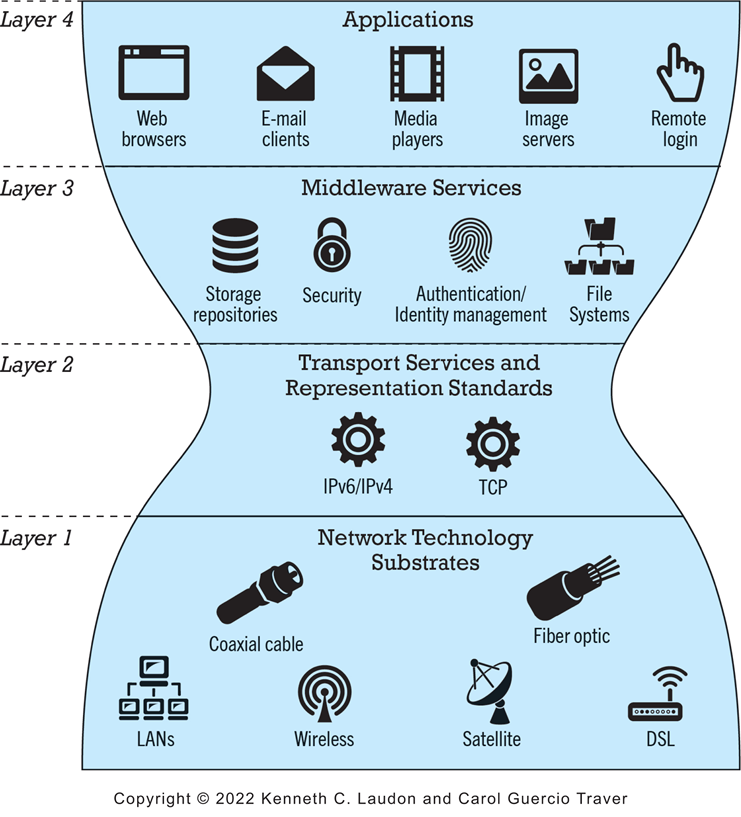 Layer 4
Applications
Web
browsers
E-mail
clients
Media
players
Image
servers
Remote
login
Layer 3
Middleware Services
Storage
repositories
Security
Authentication/
Identity management
File
Systems
Layer 2
Transport Services and
Representation Standards
IPv6/IPv4
TCP
Layer 1
Network Technology
Substrates
Coaxial cable
Fiber optic
LANs
Wireless
Satellite
DSL
Copyright © 2022 Kenneth C. Laudon and Carol Guercio Traver